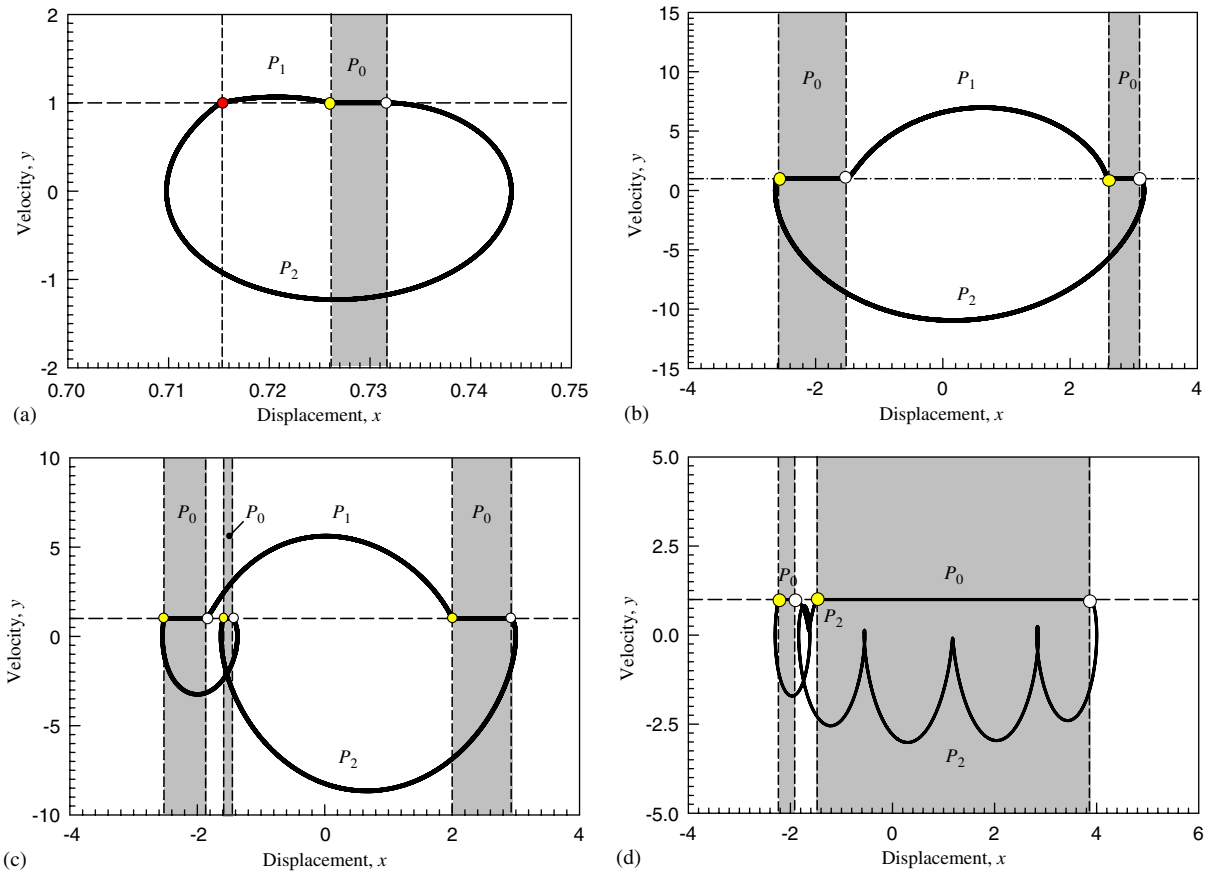 2
1
0
-1
-2
0.70
0.71
0.72
0.73
0.74
0.75
Velocity, y
Displacement, x
P1
P0
P2
(a)
15
10
5
0
-5
-10
-15
-4
-2
0
2
4
Velocity, y
Displacement, x
P0
P1
P0
P2
(b)
10
5
0
-5
-10
-4
-2
0
2
4
Velocity, y
Displacement, x
P0
P0
P1
P0
P2
(c)
5.0
2.5
0.0
-2.5
-5.0
-4
-2
0
2
4
6
Velocity, y
Displacement, x
P0
P0
P2
P2
(d)